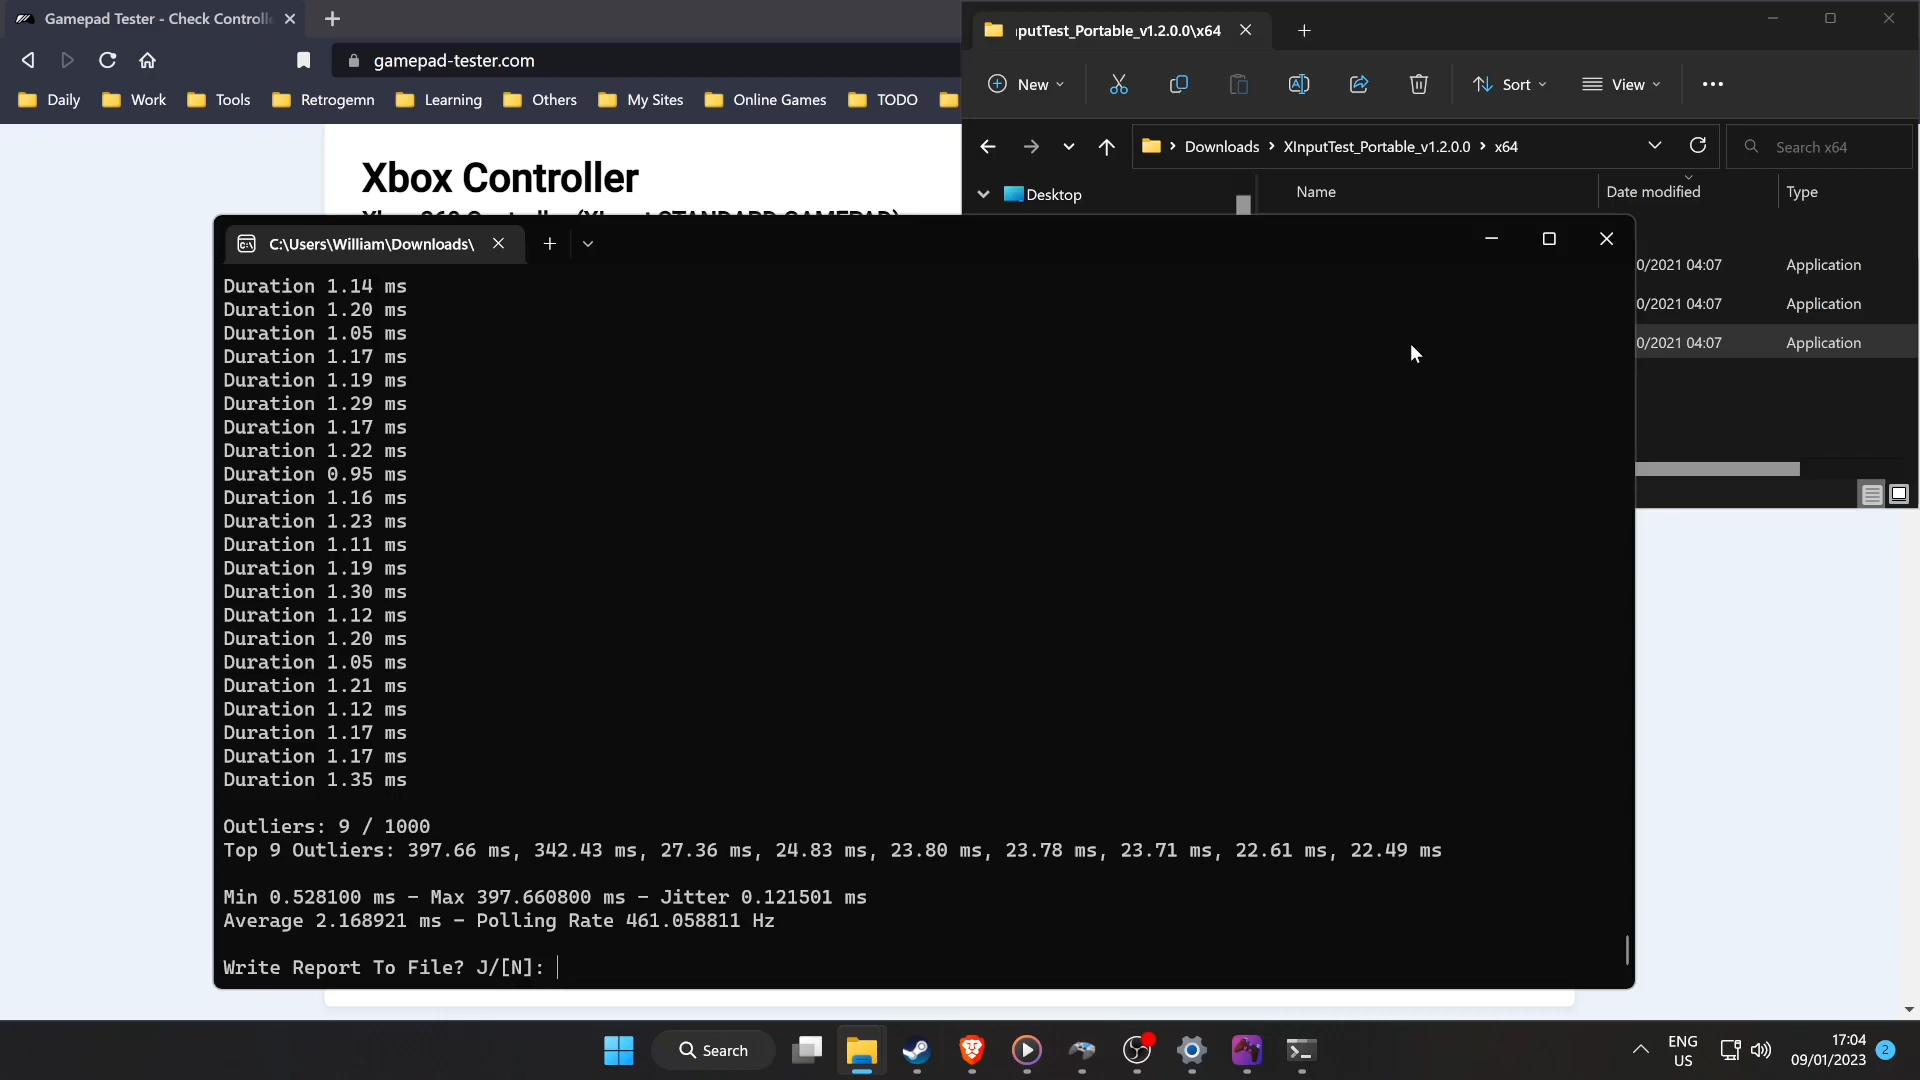 Gamepad Tester - Check Controlle
gamepad-tester.com
Daily
Work
Tools
Retrogemn
Learning
Others
My Sites
Online Games
TODO
Xbox Controller
Xbox 360 Controller (XInput STANDARD GAMEPAD)
nputTest_Portable_v1.2.0.0\x64
New
Sort
View
Downloads > XInputTest_Portable_v1.2.0.0 > x64
Search x64
Desktop
Name
Date modified
Type
0/2021 04:07 Application
0/2021 04:07 Application
0/2021 04:07 Application
C:\Users\William\Downloads\
Duration 1.14 ms
Duration 1.20 ms
Duration 1.05 ms
Duration 1.17 ms
Duration 1.19 ms
Duration 1.29 ms
Duration 1.17 ms
Duration 1.22 ms
Duration 0.95 ms
Duration 1.16 ms
Duration 1.23 ms
Duration 1.11 ms
Duration 1.19 ms
Duration 1.30 ms
Duration 1.12 ms
Duration 1.20 ms
Duration 1.05 ms
Duration 1.21 ms
Duration 1.12 ms
Duration 1.17 ms
Duration 1.17 ms
Duration 1.35 ms
Outliers: 9 / 1000
Top 9 Outliers: 397.66 ms, 342.43 ms, 27.36 ms, 24.83 ms, 23.80 ms, 23.78 ms, 23.71 ms, 22.61 ms, 22.49 ms
Min 0.528100 ms - Max 397.660800 ms - Jitter 0.121501 ms
Average 2.168921 ms - Polling Rate 461.058811 Hz
Write Report To File? J/[N]:
Search
ENG
US
17:04
09/01/2023
2